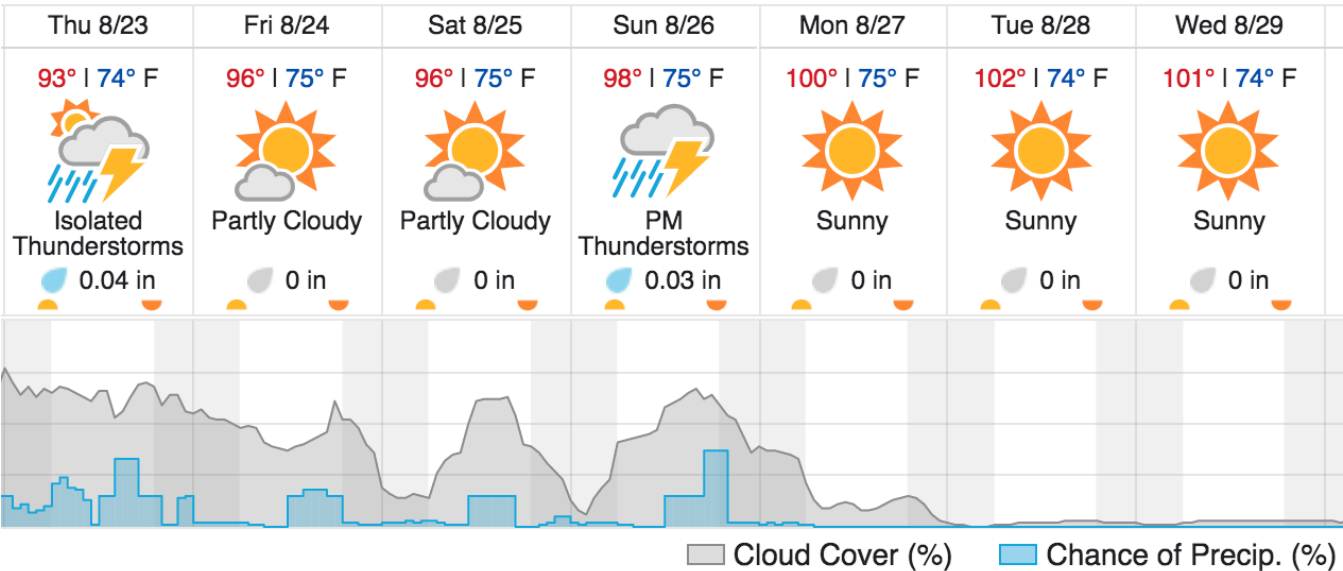 Thu 8/23 Fri 8/24 Sat 8/25 Sun 8/26 Mon 8/27 Tue 8/28 Wed 8/29
93° | 74° F 96° | 75° F 96° | 75° F 98° | 75° F 100° | 75° F 102° | 74° F 101° | 74° F
Isolated Partly Cloudy Partly Cloudy PM Sunny Sunny Sunny
Thunderstorms Thunderstorms
0.04 in 0 in 0 in 0.03 in 0 in 0 in 0 in
Cloud Cover (%) Chance of Precip. (%)